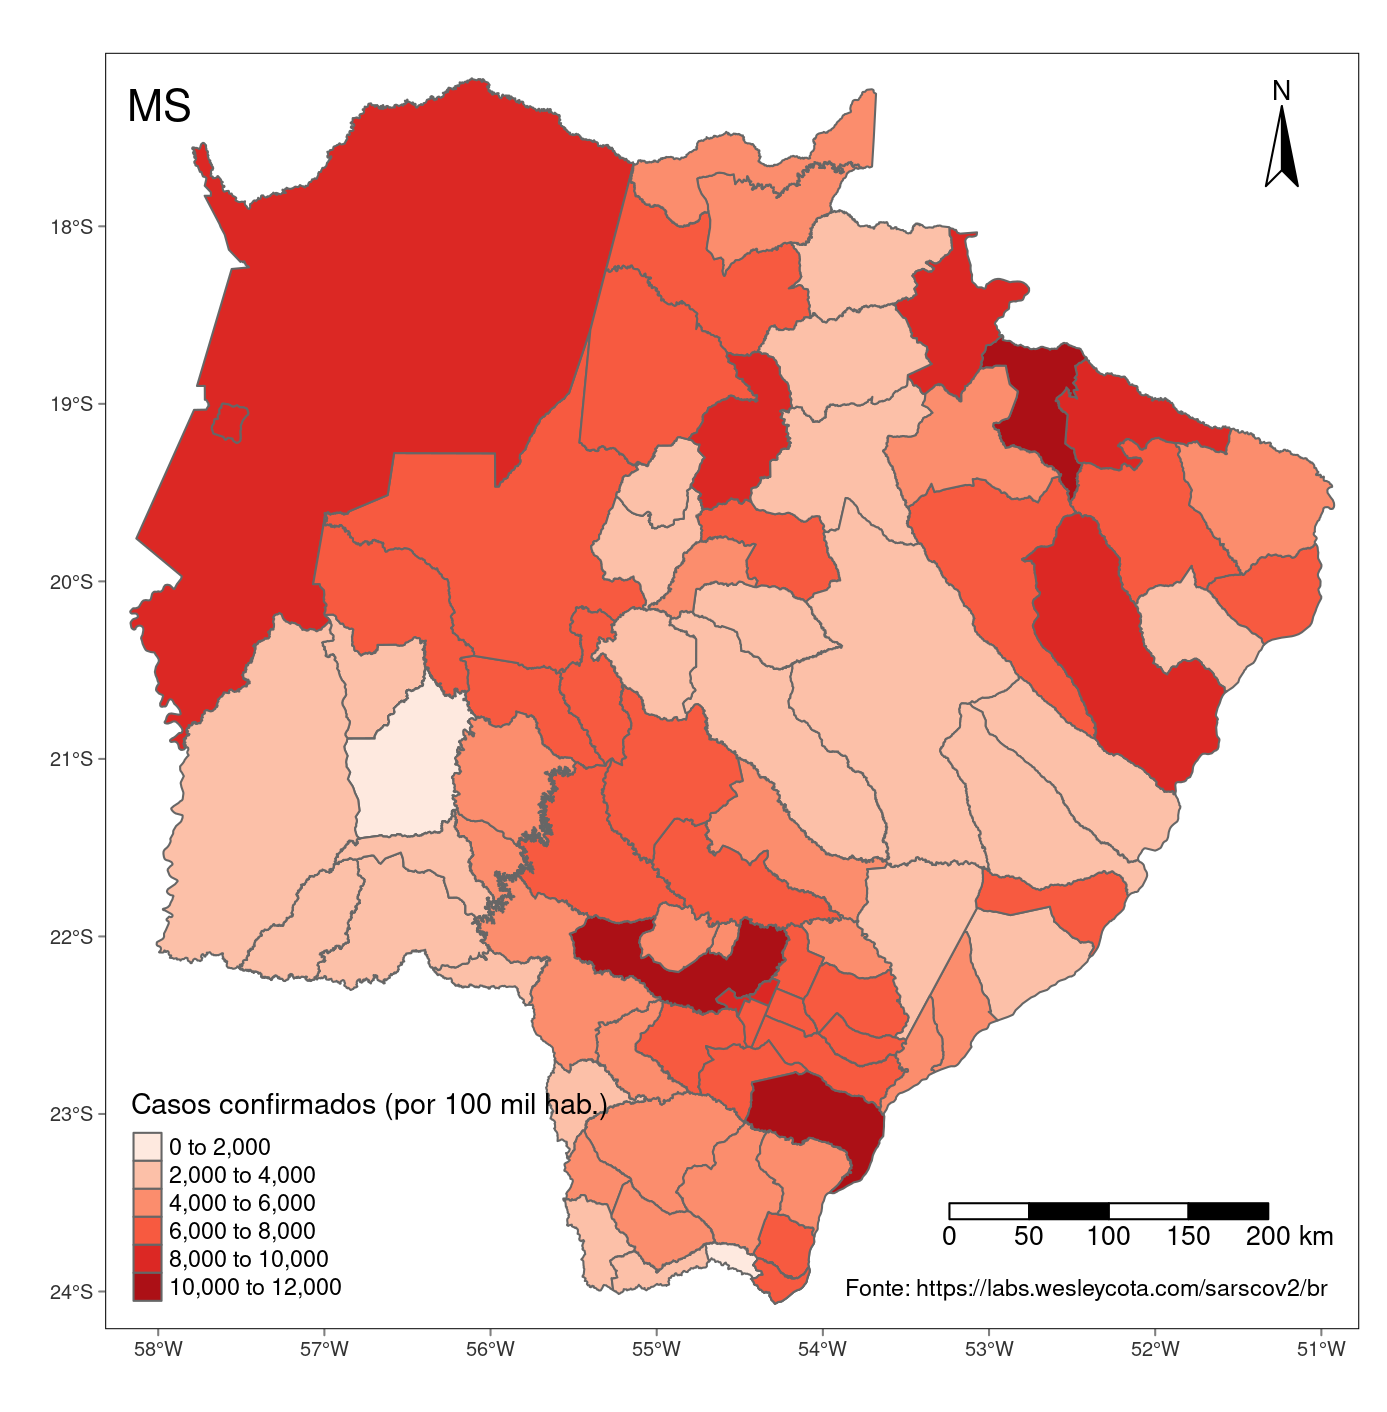 MS
N
18°S
19°S
20°S
21°S
22°S
23°S
24°S
Casos confirmados (por 100 mil hab.)
0 to 2,000
2,000 to 4,000
4,000 to 6,000
6,000 to 8,000
8,000 to 10,000
10,000 to 12,000
0 50 100 150 200 km
Fonte: https://labs.wesleycota.com/sarscov2/br
58°W 57°W 56°W 55°W 54°W 53°W 52°W 51°W